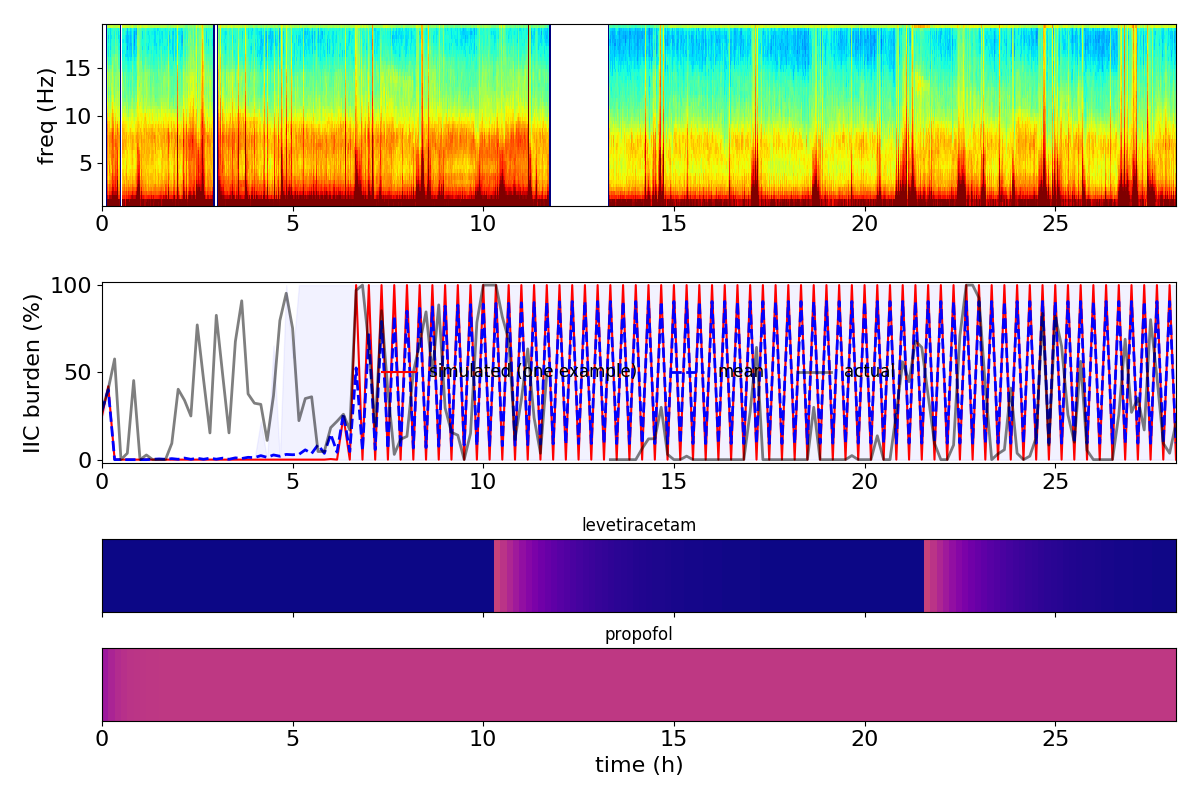 freq (Hz)
15
10
5
0 5 10 15 20 25
IIC burden (%)
100
50
0
simulated (one example) mean actual
0 5 10 15 20 25
levetiracetam
propofol
0 5 10 15 20 25
time (h)